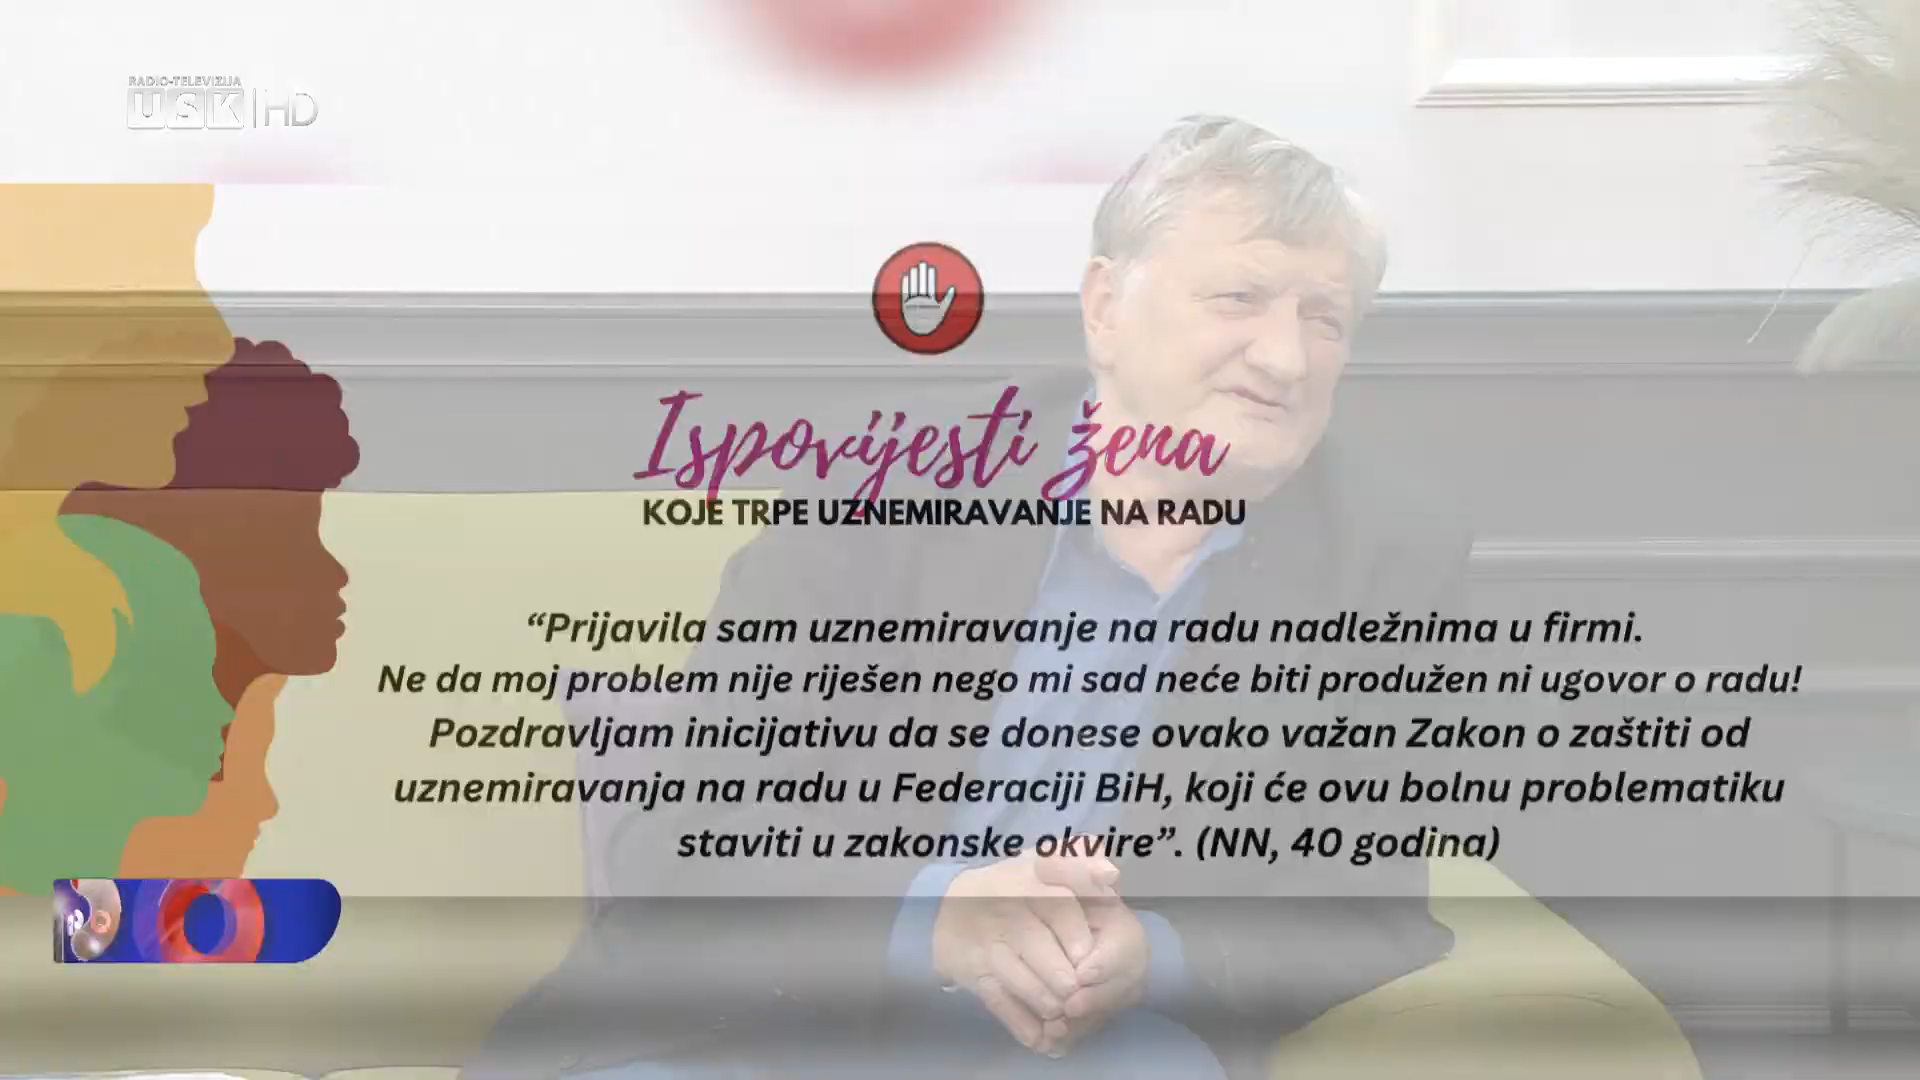 RADIO-TELEVIZIJA
USK HD
Ispovijesti žena
KOJE TRPE UZNEMIRAVANJE NA RADU
“Prijavila sam uznemiravanje na radu nadležnima u firmi.
Ne da moj problem nije riješen nego mi sad neće biti produžen ni ugovor o radu!
Pozdravljam inicijativu da se donese ovako važan Zakon o zaštiti od
uznemiravanja na radu u Federaciji BiH, koji će ovu bolnu problematiku
staviti u zakonske okvire”. (NN, 40 godina)